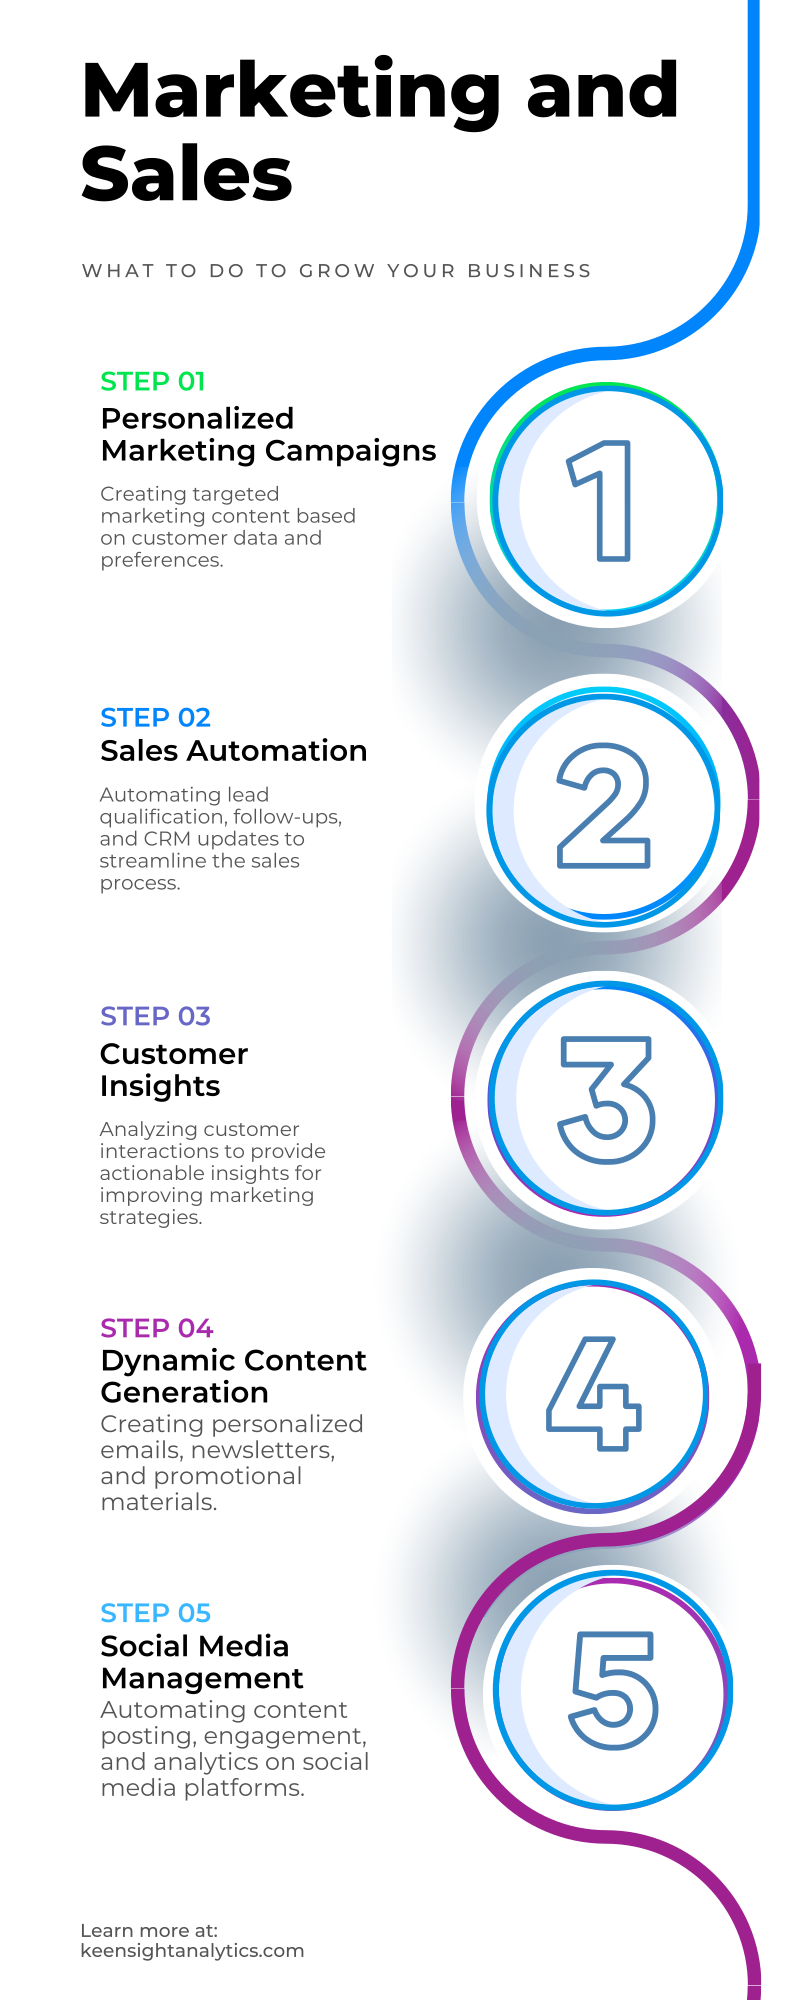 Marketing and
Sales
WHAT TO DO TO GROW YOUR BUSINESS
STEP 01
Personalized
Marketing Campaigns
Creating targeted
marketing content based
on customer data and
preferences.
1
STEP 02
Sales Automation
Automating lead
qualification, follow-ups,
and CRM updates to
streamline the sales
process.
2
STEP 03
Customer
Insights
Analyzing customer
interactions to provide
actionable insights for
improving marketing
strategies.
3
STEP 04
Dynamic Content
Generation
Creating personalized
emails, newsletters,
and promotional
materials.
4
STEP 05
Social Media
Management
Automating content
posting, engagement,
and analytics on social
media platforms.
5
Learn more at:
keensightanalytics.com